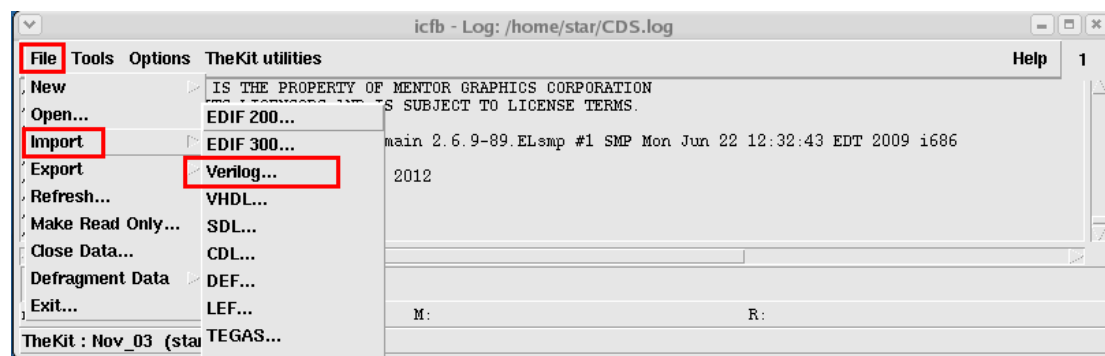 icfb - Log: /home/star/CDS.log
File Tools Options TheKit utilities Help 1
New
Open...
Import
Export
Refresh...
Make Read Only...
Close Data...
Defragment Data
Exit...
EDIF 200...
EDIF 300...
Verilog...
VHDL...
SDL...
CDL...
DEF...
LEF...
TEGAS...
IS THE PROPERTY OF MENTOR GRAPHICS CORPORATION
IS SUBJECT TO LICENSE TERMS.
main 2.6.9-89.ELsmp #1 SMP Mon Jun 22 12:32:43 EDT 2009 i686
2012
M: R:
TheKit : Nov_03 (star